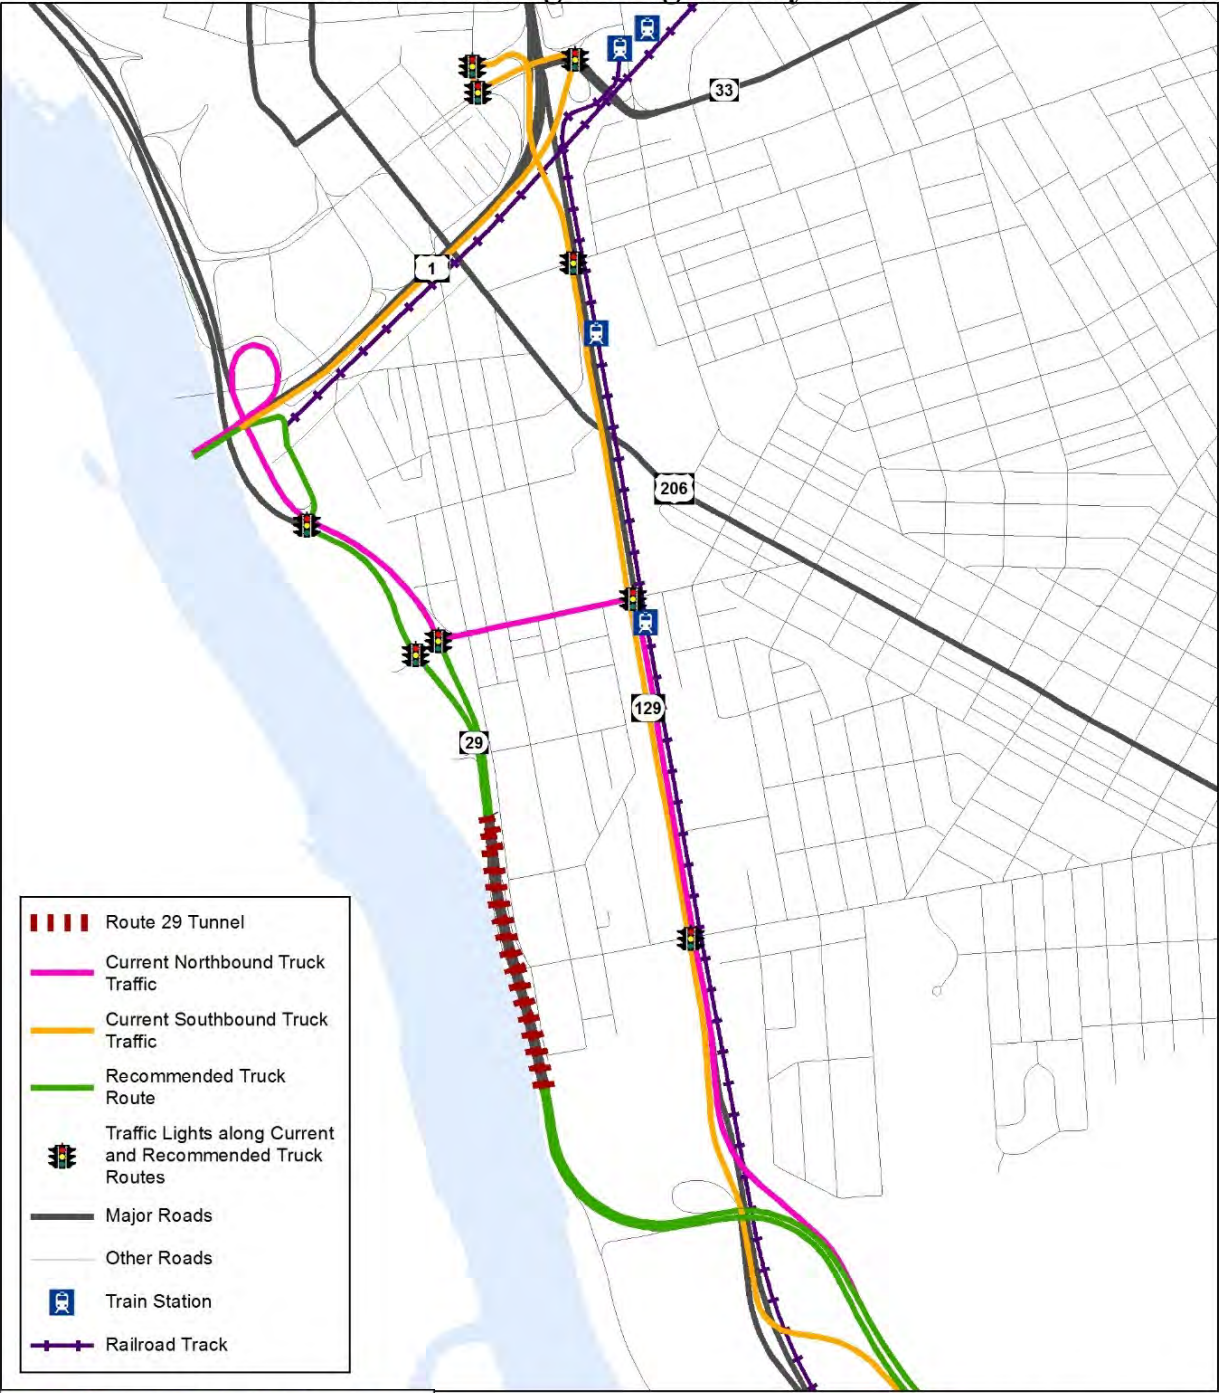 33
1
206
129
29
Route 29 Tunnel
Current Northbound Truck
Traffic
Current Southbound Truck
Traffic
Recommended Truck
Route
Traffic Lights along Current
and Recommended Truck
Routes
Major Roads
Other Roads
Train Station
Railroad Track